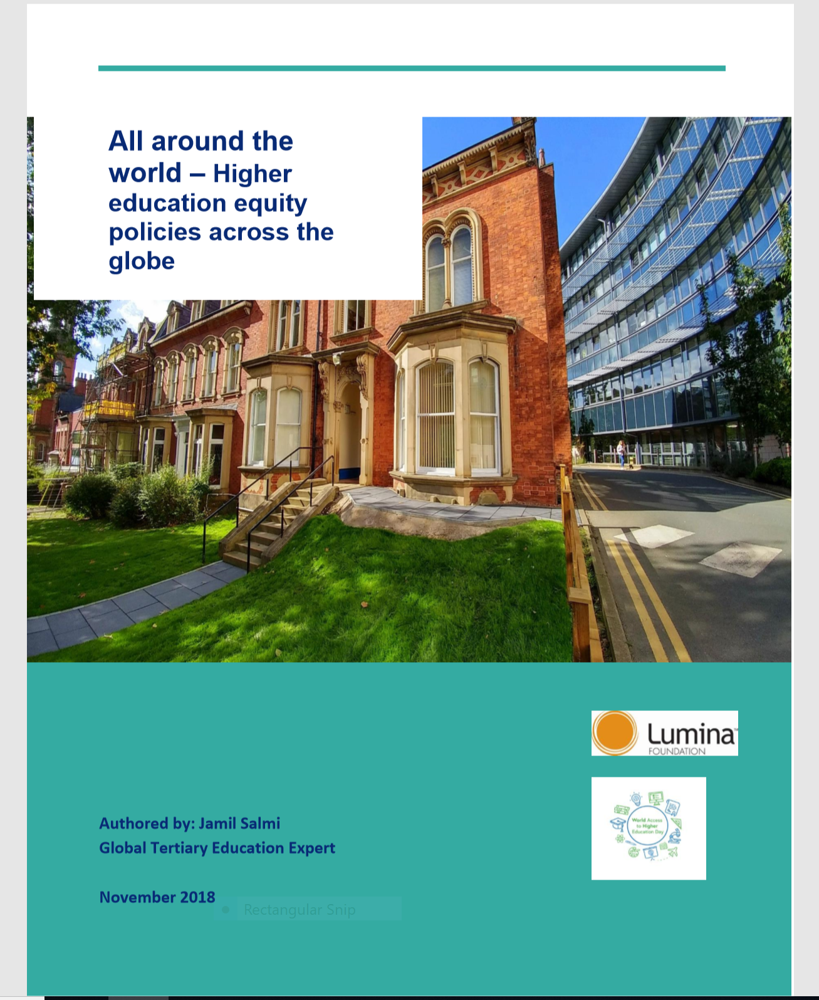 All around the
world – Higher
education equity
policies across the
globe
Lumina™
FOUNDATION
World Access
to Higher
Education Day
Authored by: Jamil Salmi
Global Tertiary Education Expert
November 2018
Rectangular Snip